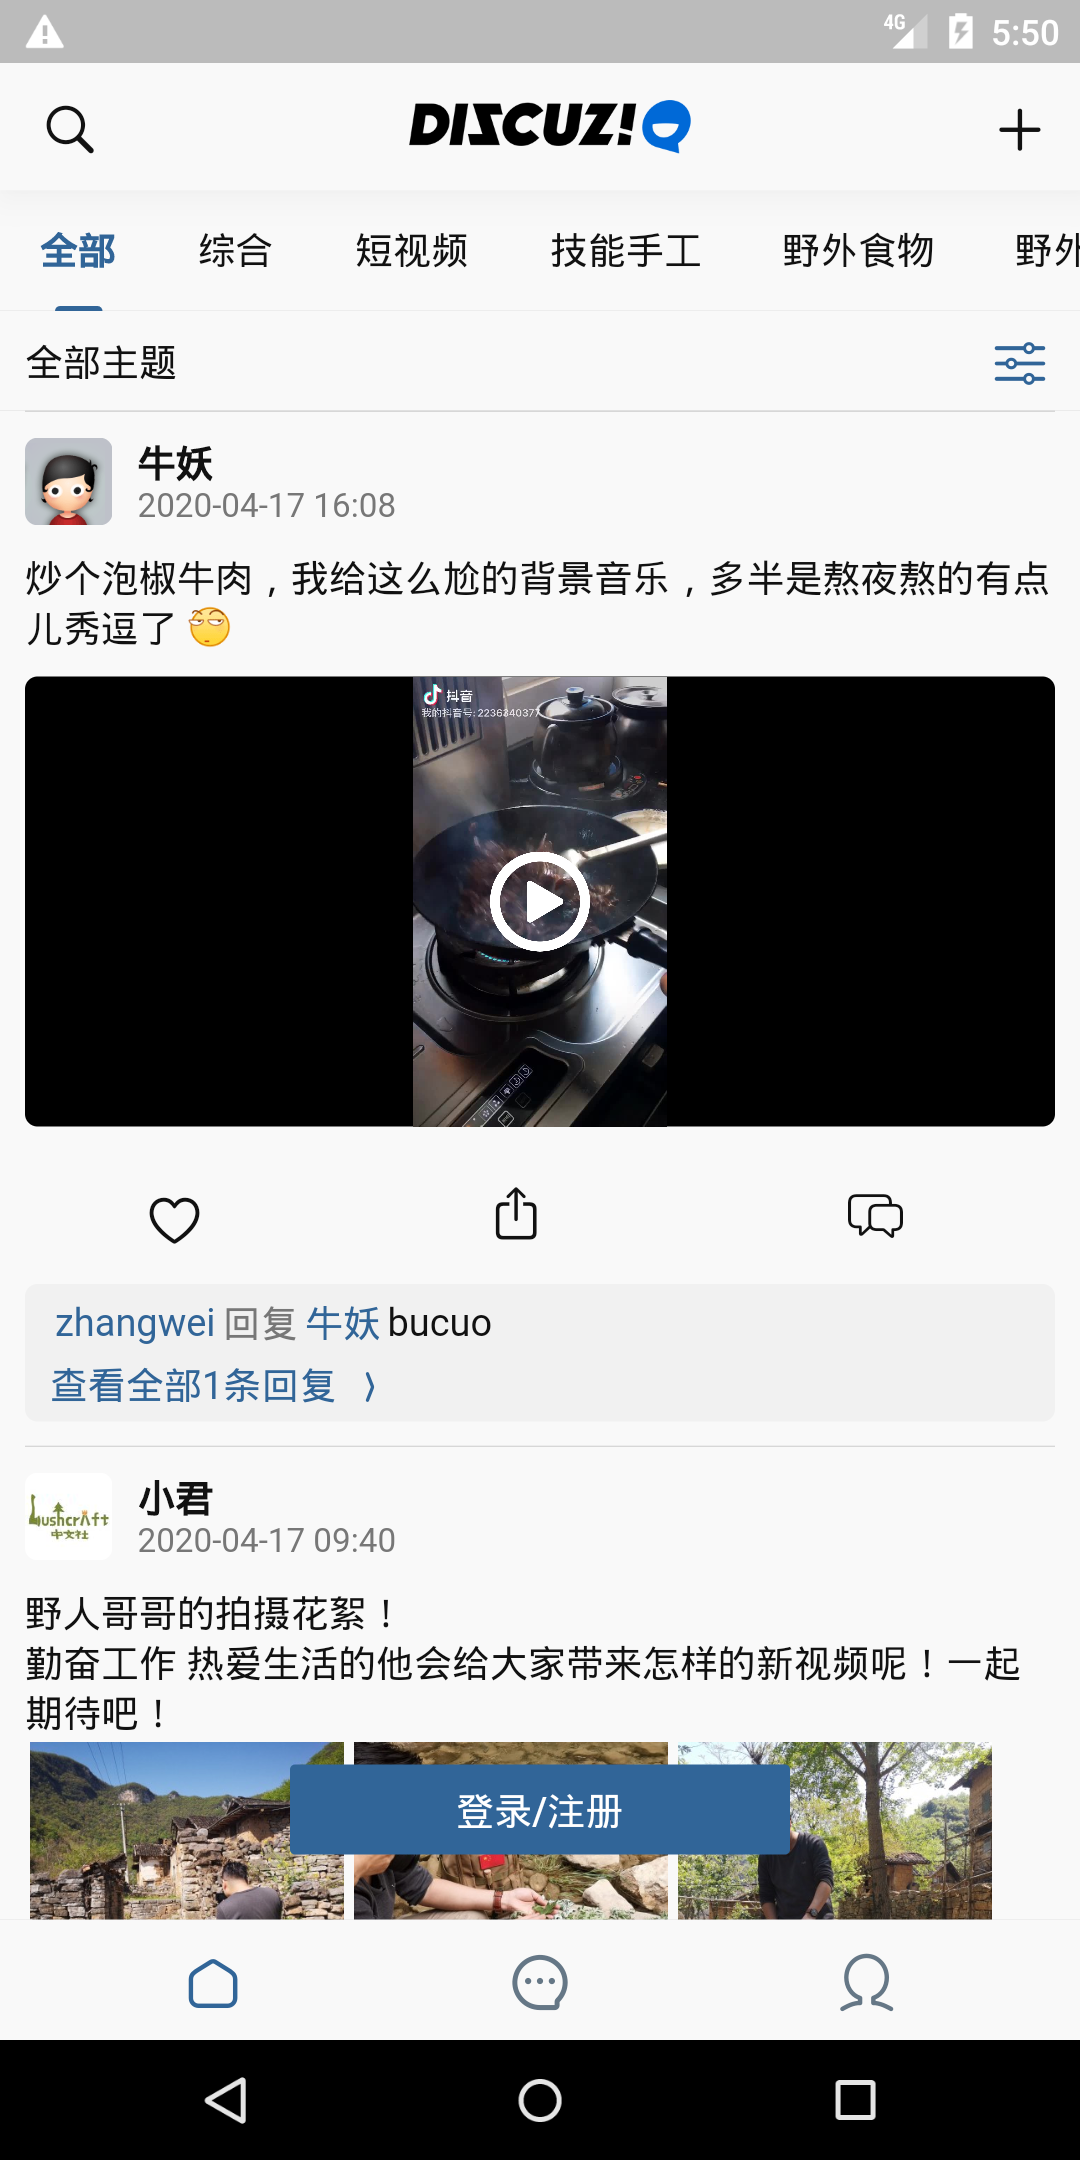 4G 5:50
DISCUZ! Q
全部 综合 短视频 技能手工 野外食物 野外
全部主题
牛妖
2020-04-17 16:08
炒个泡椒牛肉，我给这么尬的背景音乐，多半是熬夜熬的有点
儿秀逗了
抖音
我的抖音号: 2236340377
zhangwei 回复 牛妖 bucuo
查看全部1条回复 〉
小君
2020-04-17 09:40
bushcrAft
中文社
野人哥哥的拍摄花絮！
勤奋工作 热爱生活的他会给大家带来怎样的新视频呢！一起
期待吧！
登录/注册